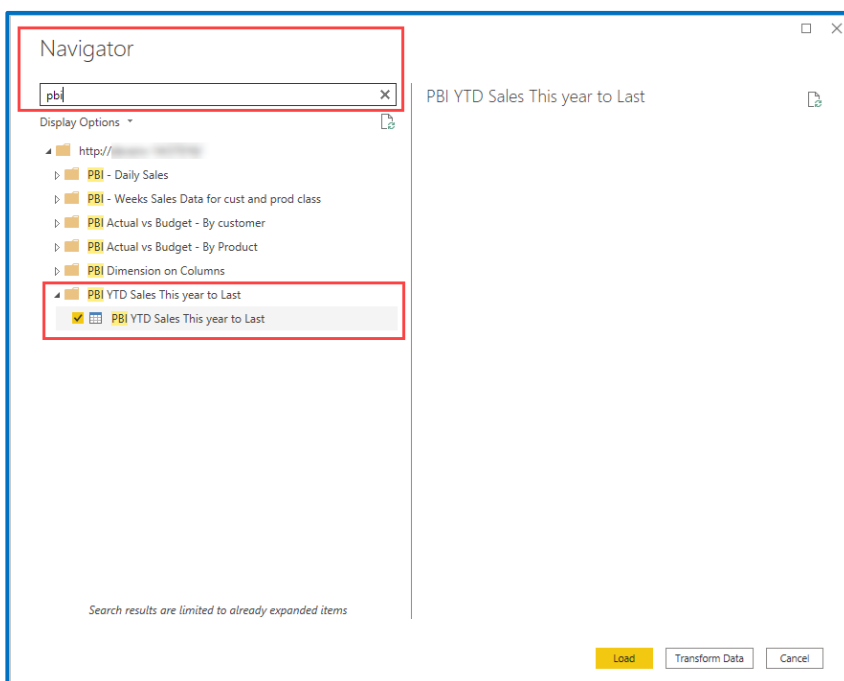 Navigator
pbi
Display Options
http://
PBI - Daily Sales
PBI - Weeks Sales Data for cust and prod class
PBI Actual vs Budget - By customer
PBI Actual vs Budget - By Product
PBI Dimension on Columns
PBI YTD Sales This year to Last
PBI YTD Sales This year to Last
Search results are limited to already expanded items
PBI YTD Sales This year to Last
Load Transform Data Cancel